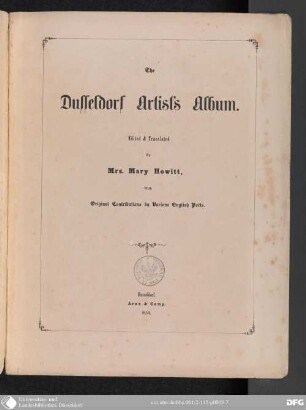 The
Dusseldorf Artist's Album.
Edited & Translated
By
Mrs. Mary Howitt,
With
Original Contributions by Various English Poets.
Dusseldorf,
Arnz & Comp.
Universitäts- und
Landesbibliothek Düsseldorf
DFG